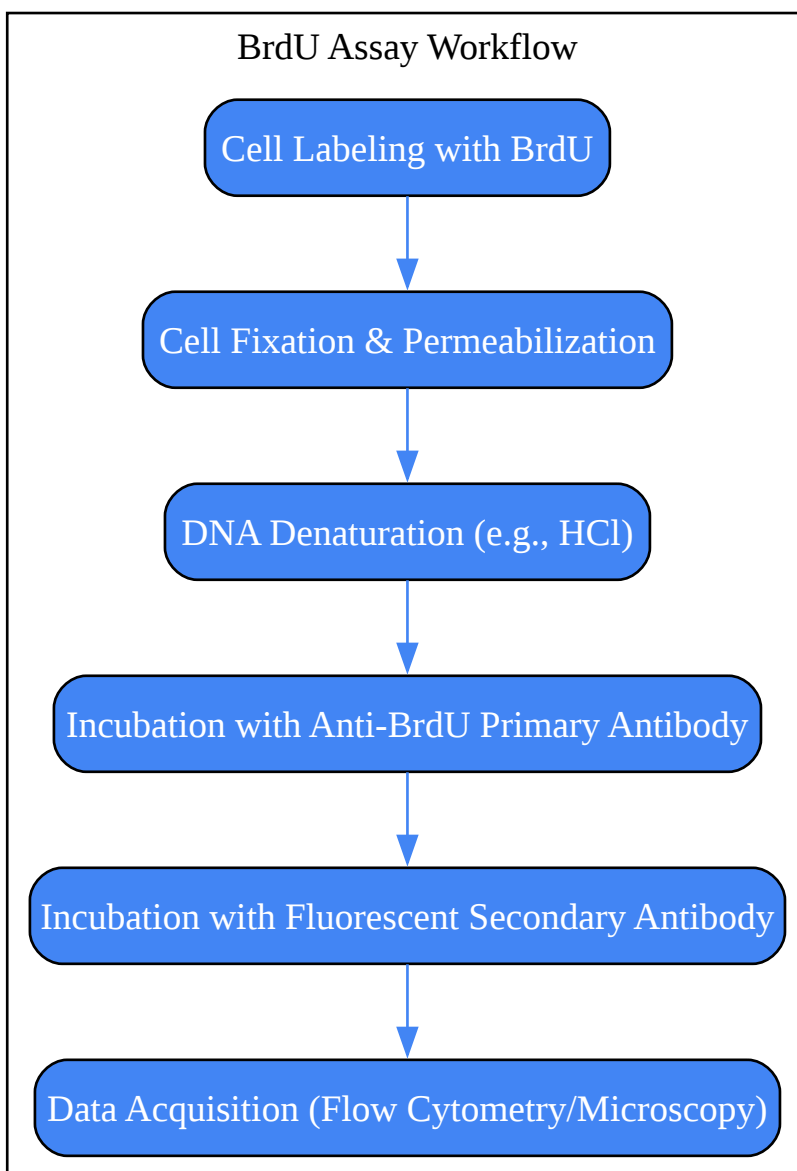 BrdU Assay Workflow
Cell Labeling with BrdU
Cell Fixation & Permeabilization
DNA Denaturation (e.g., HCl)
Incubation with Anti-BrdU Primary Antibody
Incubation with Fluorescent Secondary Antibody
Data Acquisition (Flow Cytometry/Microscopy)